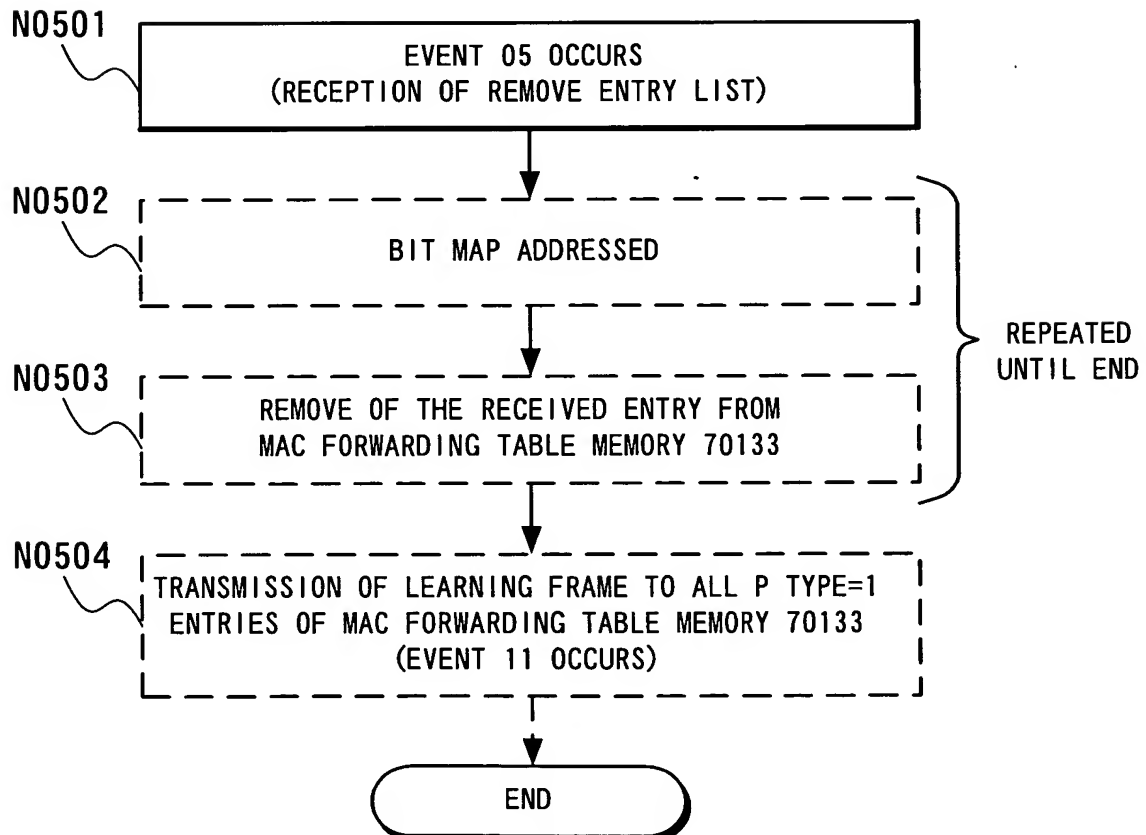 N0501
EVENT 05 OCCURS
(RECEPTION OF REMOVE ENTRY LIST)
N0502
BIT MAP ADDRESSED
REPEATED
UNTIL END
N0503
REMOVE OF THE RECEIVED ENTRY FROM
MAC FORWARDING TABLE MEMORY 70133
N0504
TRANSMISSION OF LEARNING FRAME TO ALL P TYPE=1
ENTRIES OF MAC FORWARDING TABLE MEMORY 70133
(EVENT 11 OCCURS)
END